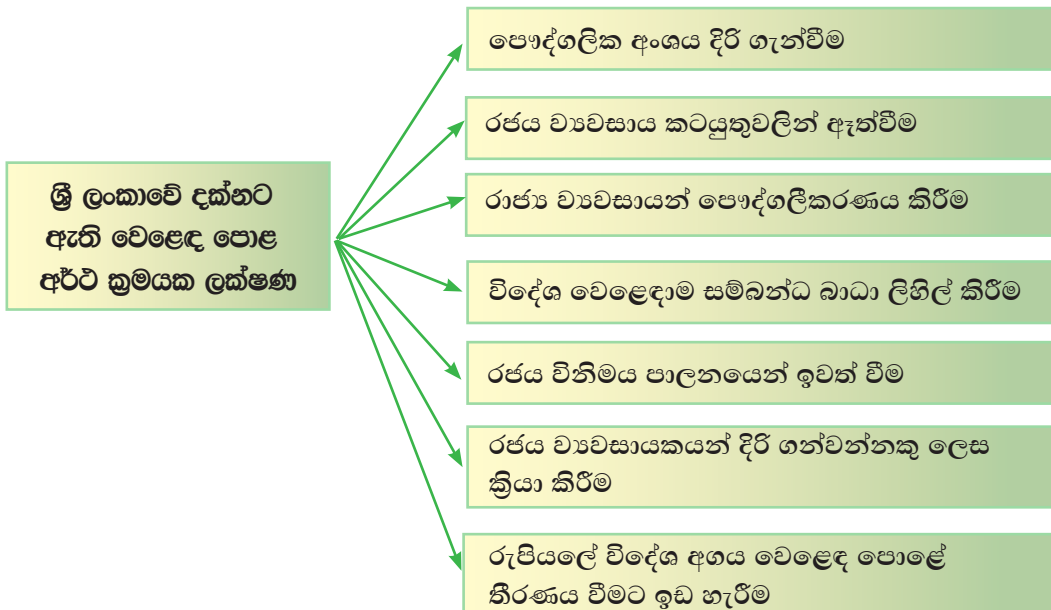 ශ්‍රී ලංකාවේ දක්නට
ඇති වෙළෙඳ පොළ
අර්ථ ක්‍රමයක ලක්ෂණ
පෞද්ගලික අංශය දිරි ගැන්වීම
රජය ව්‍යවසාය කටයුතුවලින් ඈත්වීම
රාජ්‍ය ව්‍යවසායන් පෞද්ගලීකරණය කිරීම
විදේශ වෙළෙඳාම සම්බන්ධ බාධා ලිහිල් කිරීම
රජය විනිමය පාලනයෙන් ඉවත් වීම
රජය ව්‍යවසායකයන් දිරි ගන්වන්නකු ලෙස
ක්‍රියා කිරීම
රුපියලේ විදේශ අගය වෙළෙඳ පොළේ
තීරණය වීමට ඉඩ හැරීම